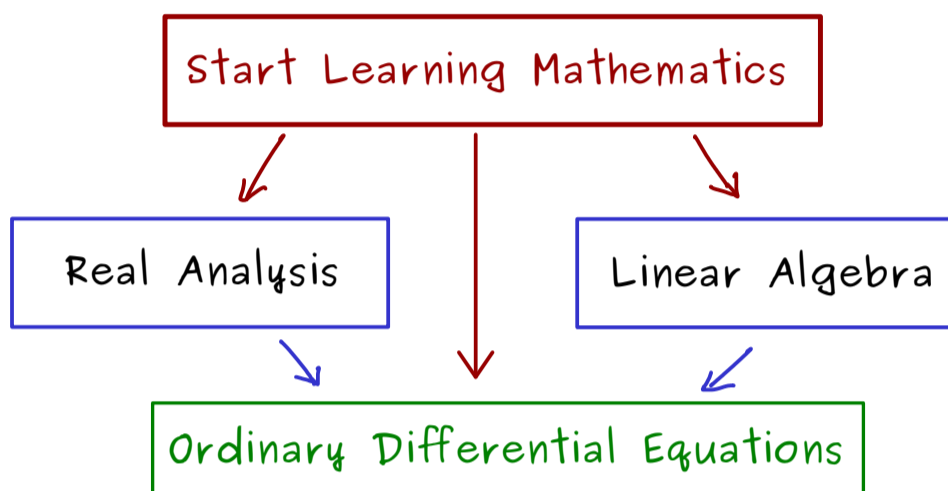 Start Learning Mathematics
Real Analysis
Linear Algebra
Ordinary Differential Equations